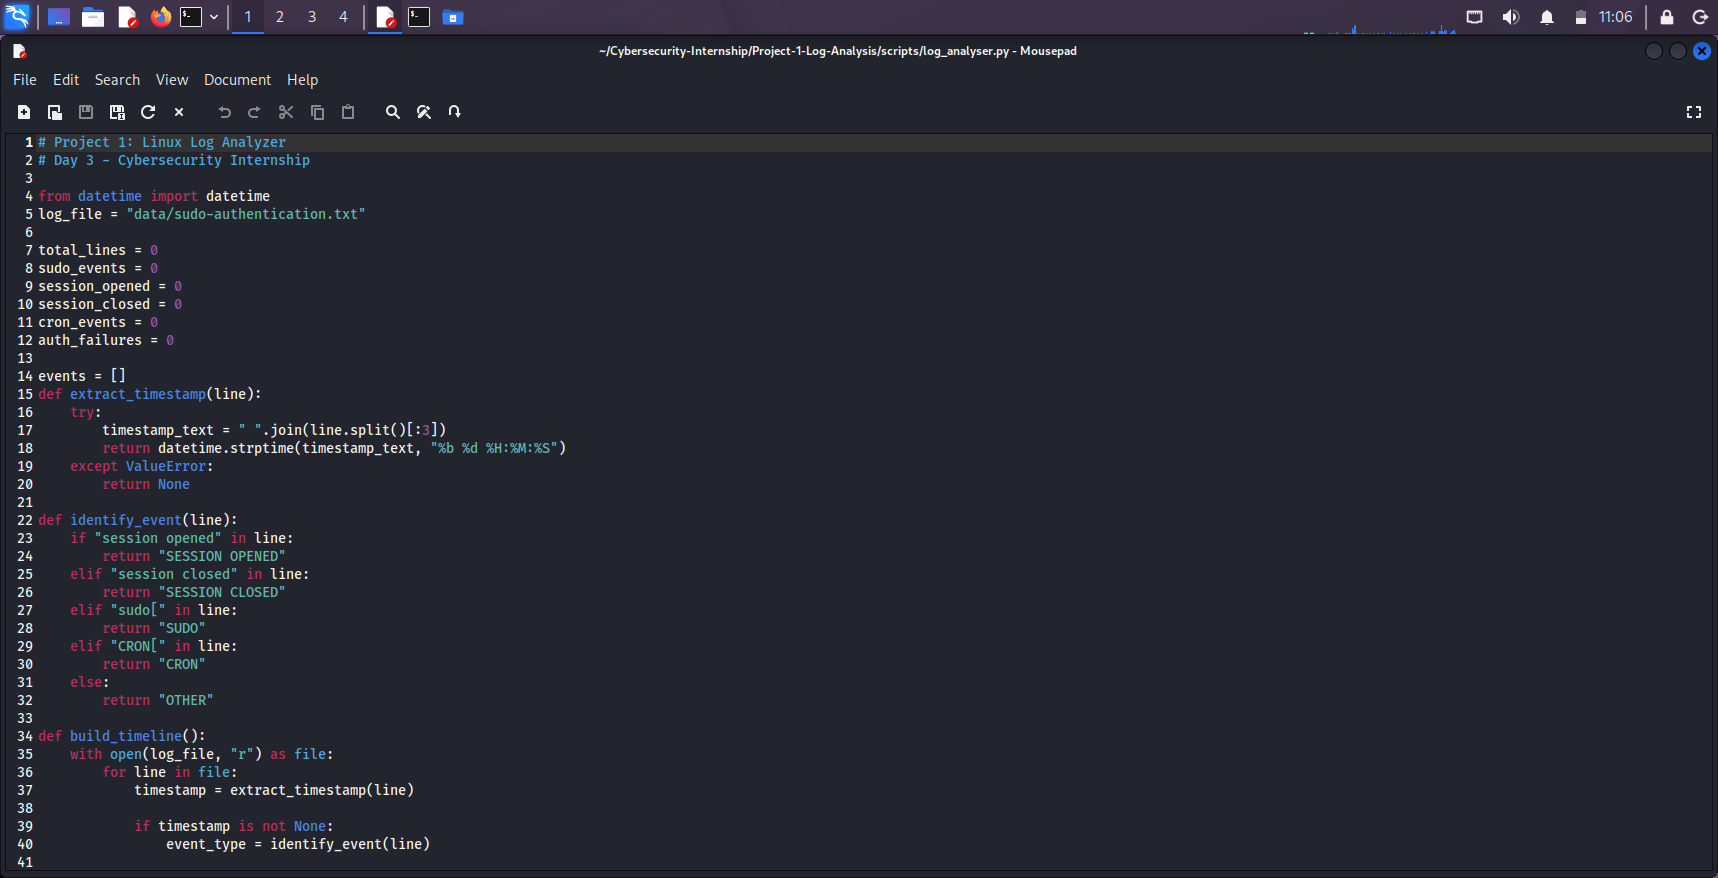 1 2 3 4
11:06
~/Cybersecurity-Internship/Project-1-Log-Analysis/scripts/log_analyser.py - Mousepad
File Edit Search View Document Help
1 # Project 1: Linux Log Analyzer
2 # Day 3 - Cybersecurity Internship
3
4 from datetime import datetime
5 log_file = "data/sudo-authentication.txt"
6
7 total_lines = 0
8 sudo_events = 0
9 session_opened = 0
10 session_closed = 0
11 cron_events = 0
12 auth_failures = 0
13
14 events = []
15 def extract_timestamp(line):
16     try:
17         timestamp_text = " ".join(line.split()[:3])
18         return datetime.strptime(timestamp_text, "%b %d %H:%M:%S")
19     except ValueError:
20         return None
21
22 def identify_event(line):
23     if "session opened" in line:
24         return "SESSION OPENED"
25     elif "session closed" in line:
26         return "SESSION CLOSED"
27     elif "sudo[" in line:
28         return "SUDO"
29     elif "CRON[" in line:
30         return "CRON"
31     else:
32         return "OTHER"
33
34 def build_timeline():
35     with open(log_file, "r") as file:
36         for line in file:
37             timestamp = extract_timestamp(line)
38
39             if timestamp is not None:
40                 event_type = identify_event(line)
41